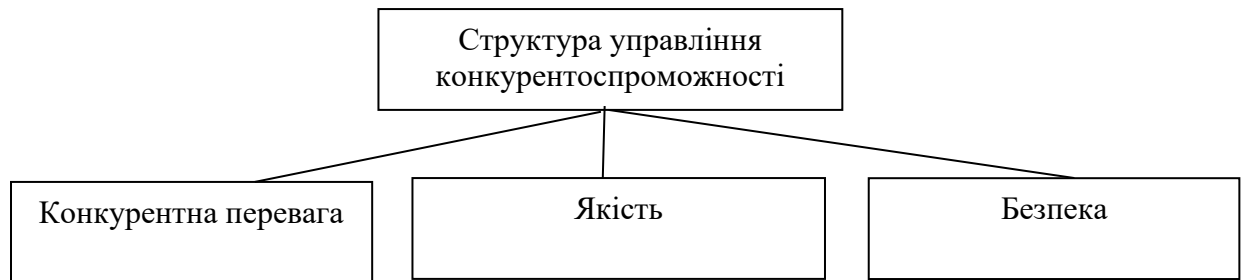 Структура управління
конкурентоспроможності
Конкурентна перевага
Якість
Безпека